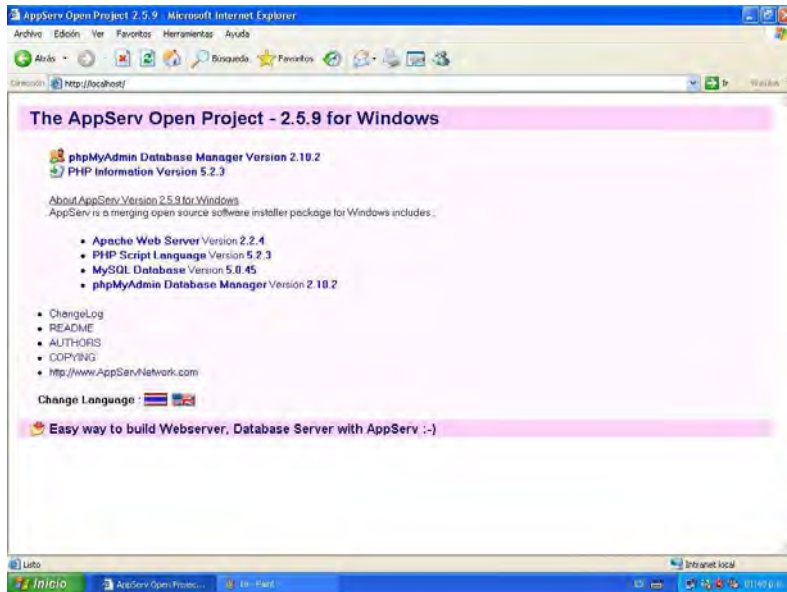 AppServ Open Project 2.5.9 - Microsoft Internet Explorer
Archivo Edición Ver Favoritos Herramientas Ayuda
Atrás Búsqueda Favoritos
Dirección http://localhost/ Ir
The AppServ Open Project - 2.5.9 for Windows
phpMyAdmin Database Manager Version 2.10.2
PHP Information Version 5.2.3
About AppServ Version 2.5.9 for Windows
AppServ is a merging open source software installer package for Windows includes :
Apache Web Server Version 2.2.4
PHP Script Language Version 5.2.3
MySQL Database Version 5.0.45
phpMyAdmin Database Manager Version 2.10.2
ChangeLog
README
AUTHORS
COPYING
http://www.AppServNetwork.com
Change Language :
Easy way to build Webserver, Database Server with AppServ :-)
Listo Intranet local
Inicio AppServ Open Projec... Paint ES